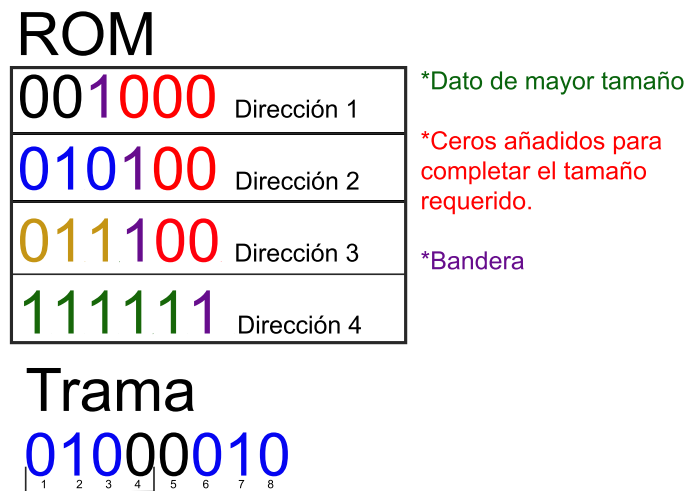 ROM
001000 Dirección 1
010100 Dirección 2
011100 Dirección 3
111111 Dirección 4
*Dato de mayor tamaño
*Ceros añadidos para
completar el tamaño
requerido.
*Bandera
Trama
01000010
1 2 3 4 5 6 7 8